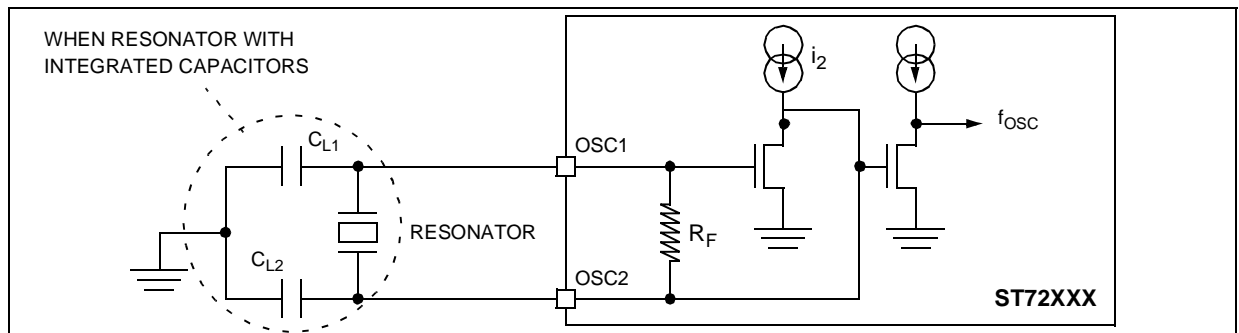 WHEN RESONATOR WITH
INTEGRATED CAPACITORS
CL1
CL2
RESONATOR
OSC1
OSC2
RF
i2
fOSC
ST72XXX